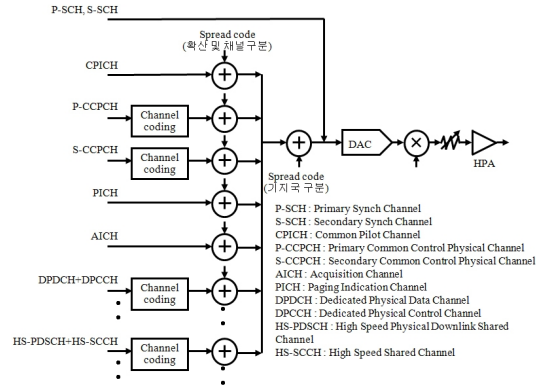 P-SCH, S-SCH
Spread code
(확산 및 채널구분)
CPICH
P-CCPCH
Channel
coding
S-CCPCH
Channel
coding
DAC
HPA
Spread code
(기지국 구분)
PICH
AICH
DPDCH+DPCCH
Channel
coding
HS-PDSCH+HS-SCCH
Channel
coding
P-SCH : Primary Synch Channel
S-SCH : Secondary Synch Channel
CPICH : Common Pilot Channel
P-CCPCH : Primary Common Control Physical Channel
S-CCPCH : Secondary Common Control Physical Channel
AICH : Acquisition Channel
PICH : Paging Indication Channel
DPDCH : Dedicated Physical Data Channel
DPCCH : Dedicated Physical Control Channel
HS-PDSCH : High Speed Physical Downlink Shared
Channel
HS-SCCH : High Speed Shared Channel